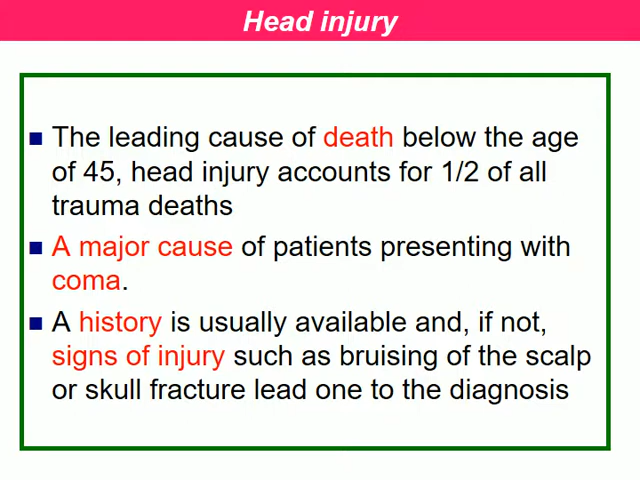 Head injury
The leading cause of death below the age
of 45, head injury accounts for 1/2 of all
trauma deaths
A major cause of patients presenting with
coma.
A history is usually available and, if not,
signs of injury such as bruising of the scalp
or skull fracture lead one to the diagnosis